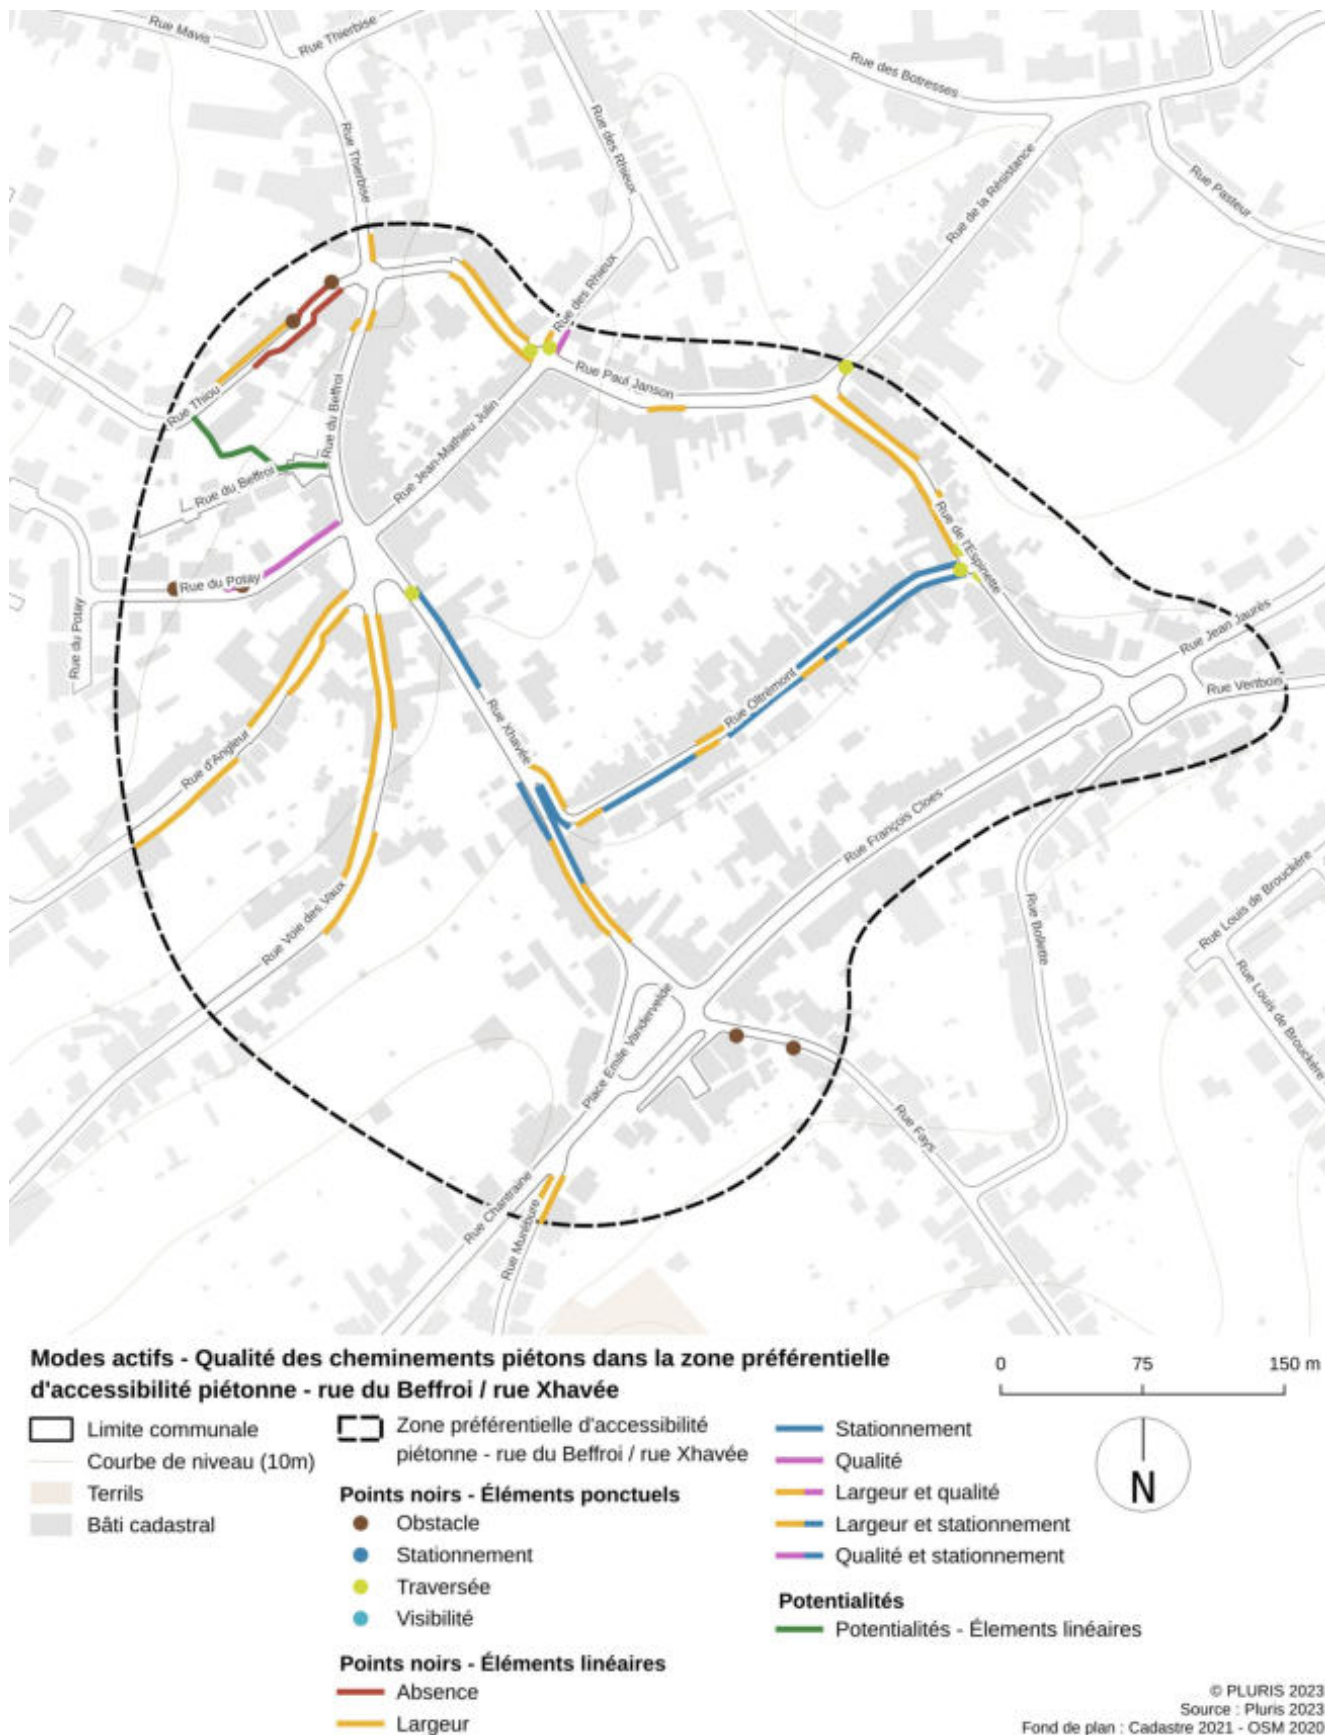 Rue Mavis
Rue Thierbise
Rue des Botresses
Rue Thierbise
Rue des Rhieux
Rue de la Résistance
Rue Pasteur
Rue des Rhieux
Rue Paul Janson
Rue Thiou
Rue du Beffroi
Rue Jean-Mathieu Julin
Rue du Beffroi
Rue de l'Espinette
Rue du Potay
Rue du Potay
Rue Jean Jaurès
Rue Ventbois
Rue Oltremont
Rue Xhavée
Rue d'Angleur
Rue François Cloes
Rue Voie des Vaux
Rue Bollette
Rue Louis de Brouckère
Rue Louis de Brouckère
Place Emile Vandervelde
Rue Fays
Rue Chantraine
Rue Murébure
Modes actifs - Qualité des cheminements piétons dans la zone préférentielle
d'accessibilité piétonne - rue du Beffroi / rue Xhavée
0 75 150 m
Limite communale
Courbe de niveau (10m)
Terrils
Bâti cadastral
Zone préférentielle d'accessibilité
piétonne - rue du Beffroi / rue Xhavée
Points noirs - Éléments ponctuels
Obstacle
Stationnement
Traversée
Visibilité
Points noirs - Éléments linéaires
Absence
Largeur
Stationnement
Qualité
Largeur et qualité
Largeur et stationnement
Qualité et stationnement
Potentialités
Potentialités - Élements linéaires
N
© PLURIS 2023
Source : Pluris 2023
Fond de plan : Cadastre 2021 - OSM 2020